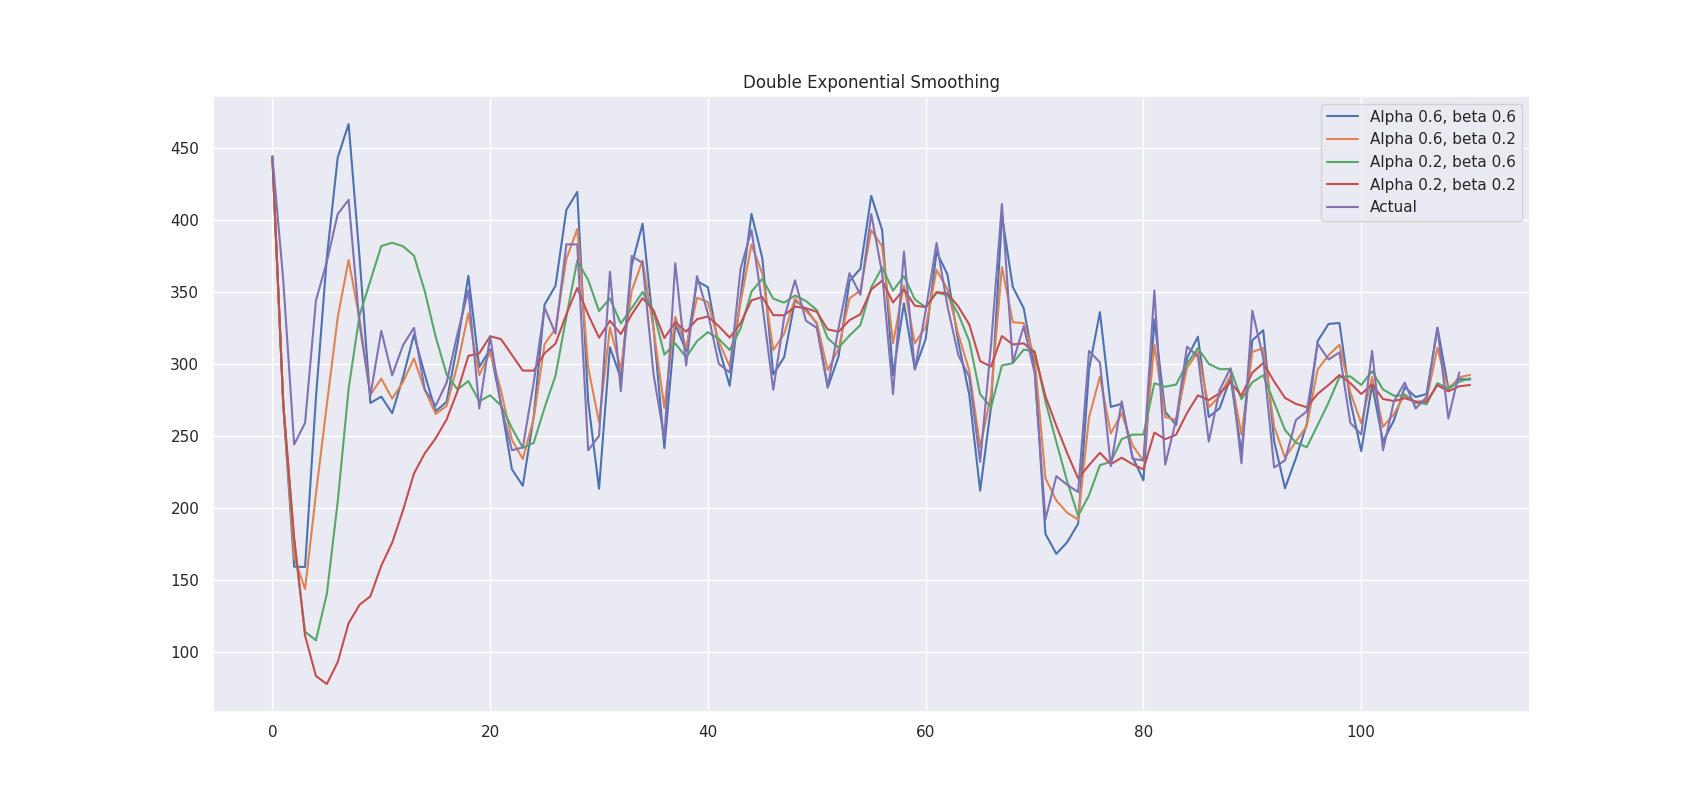 Double Exponential Smoothing
Alpha 0.6, beta 0.6
Alpha 0.6, beta 0.2
Alpha 0.2, beta 0.6
Alpha 0.2, beta 0.2
Actual
450
400
350
300
250
200
150
100
0 20 40 60 80 100